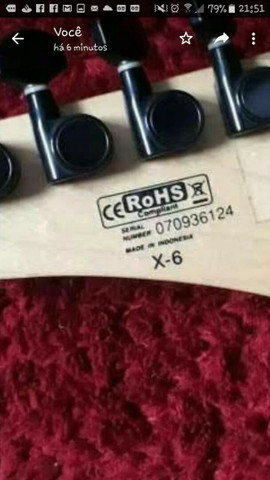 79% 21:51
Você
há 6 minutos
CE RoHS
Compliant
SERIAL
NUMBER 070936124
MADE IN INDONESIA
X-6